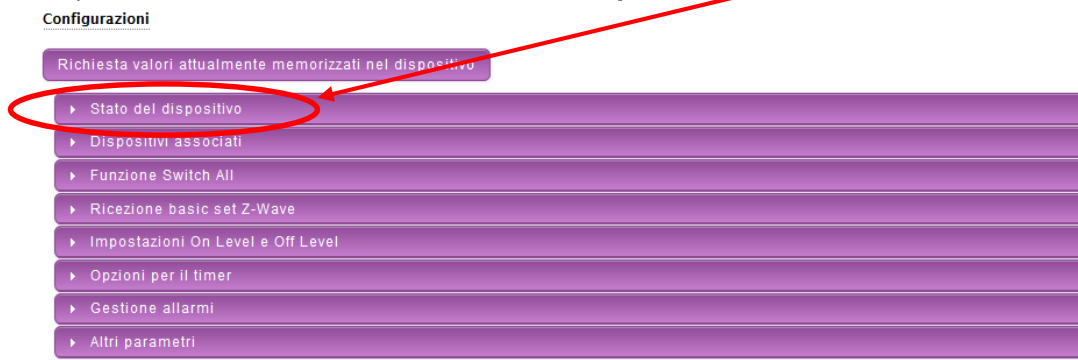 Configurazioni
Richiesta valori attualmente memorizzati nel dispositivo
Stato del dispositivo
Dispositivi associati
Funzione Switch All
Ricezione basic set Z-Wave
Impostazioni On Level e Off Level
Opzioni per il timer
Gestione allarmi
Altri parametri